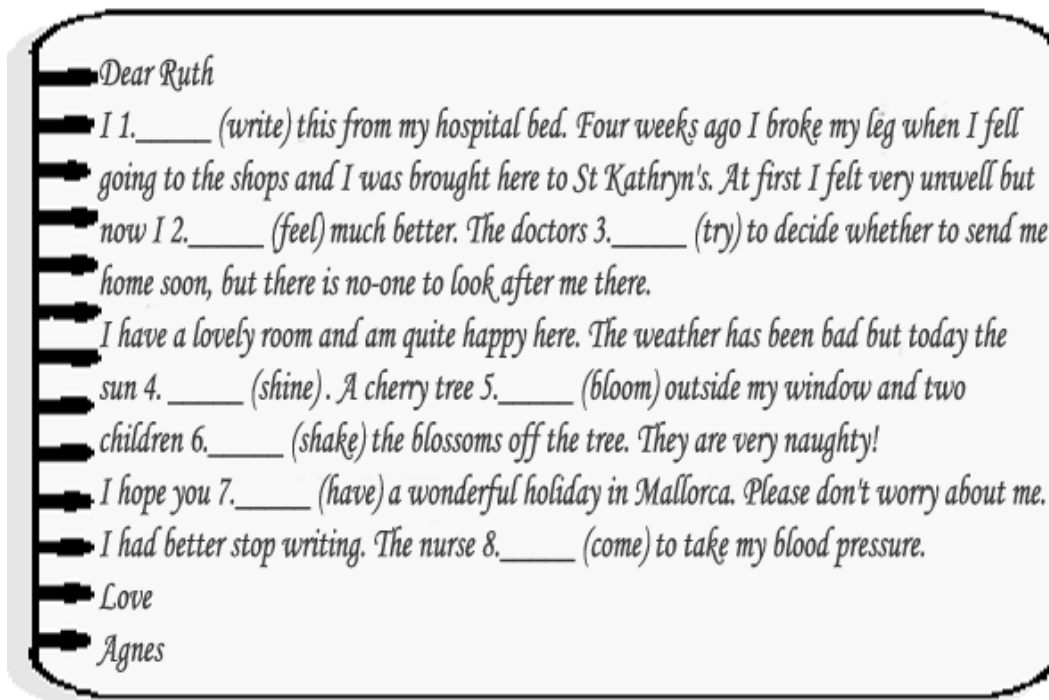 Dear Ruth
I 1._____ (write) this from my hospital bed. Four weeks ago I broke my leg when I fell
going to the shops and I was brought here to St Kathryn's. At first I felt very unwell but
now I 2._____ (feel) much better. The doctors 3._____ (try) to decide whether to send me
home soon, but there is no-one to look after me there.
I have a lovely room and am quite happy here. The weather has been bad but today the
sun 4. _____ (shine) . A cherry tree 5._____ (bloom) outside my window and two
children 6._____ (shake) the blossoms off the tree. They are very naughty!
I hope you 7._____ (have) a wonderful holiday in Mallorca. Please don't worry about me.
I had better stop writing. The nurse 8._____ (come) to take my blood pressure.
Love
Agnes